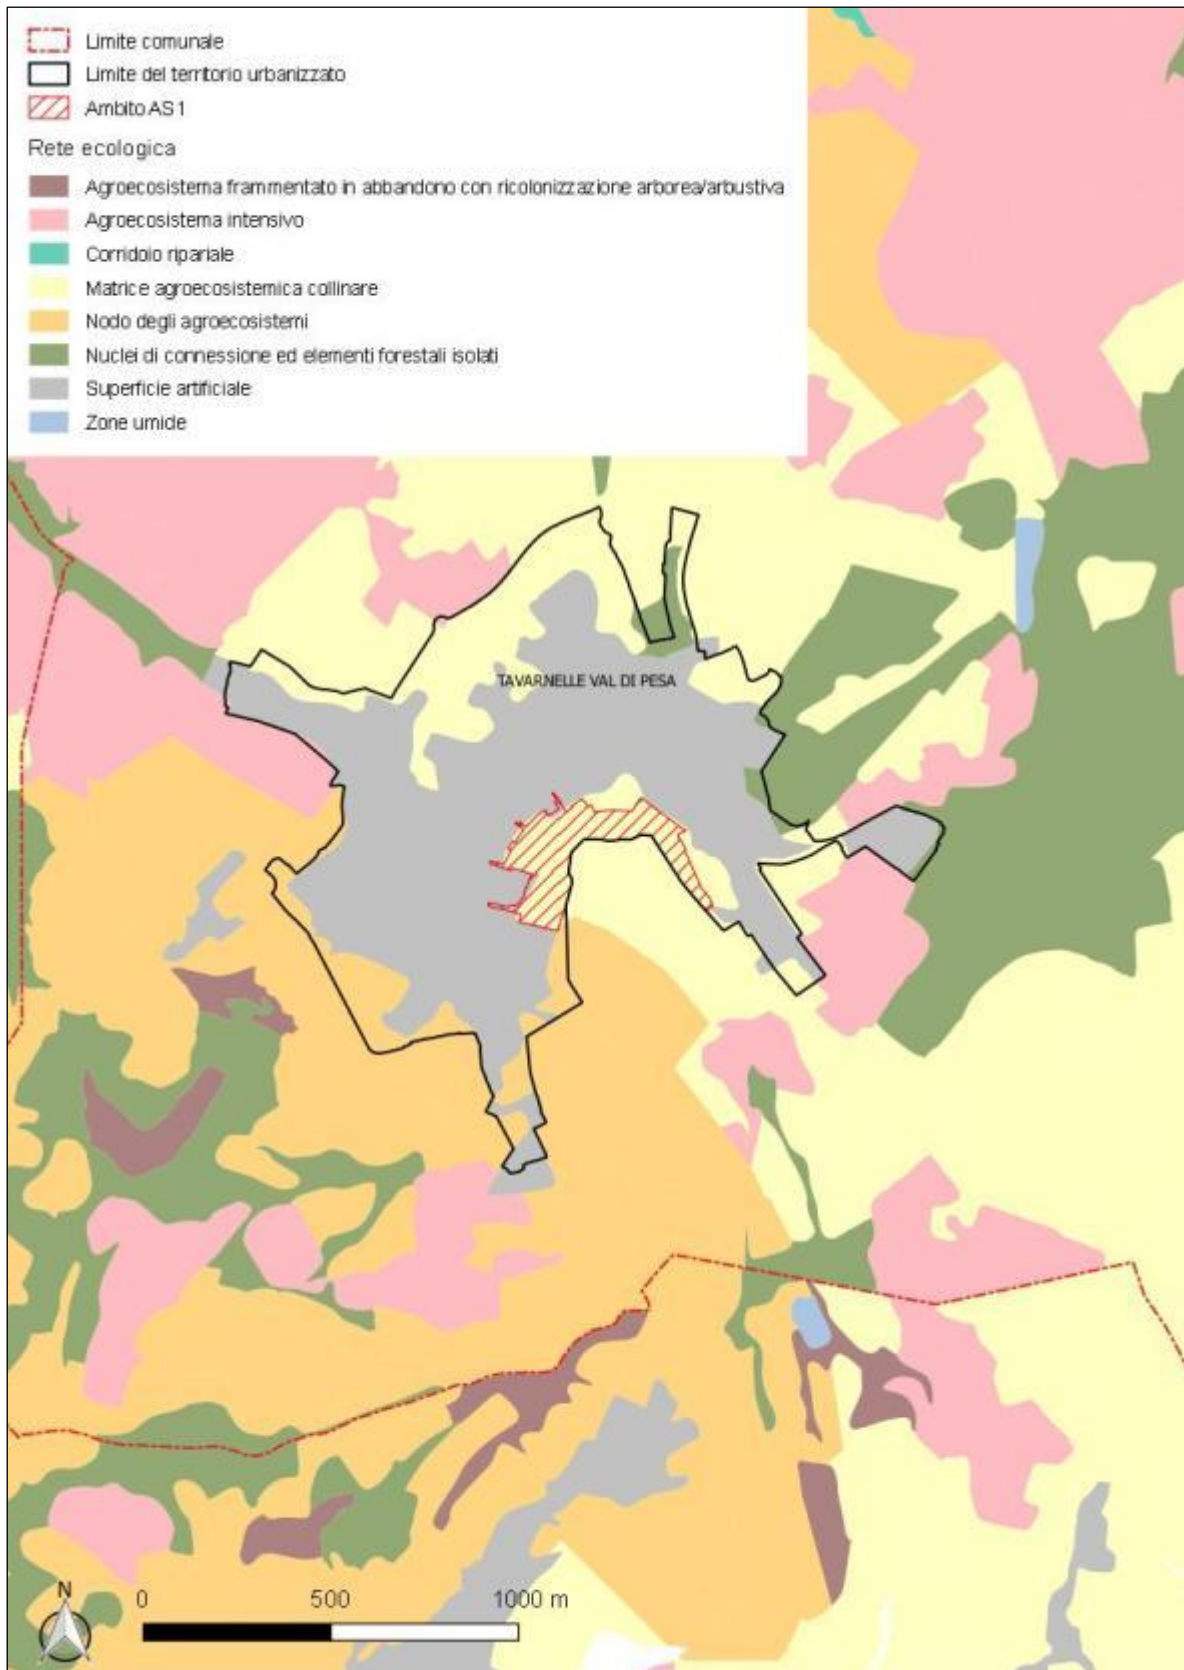 Limite comunale
Limite del territorio urbanizzato
Ambito AS1
Rete ecologica
Agroecosistema frammentato in abbandono con ricolonizzazione arborea/arbustiva
Agroecosistema intensivo
Corridoio ripariale
Matrice agroecosistemica collinare
Nodo degli agroecosistemi
Nuclei di connessione ed elementi forestali isolati
Superficie artificiale
Zone umide
TAVARNELLE VAL DI PESA
N
0 500 1000 m